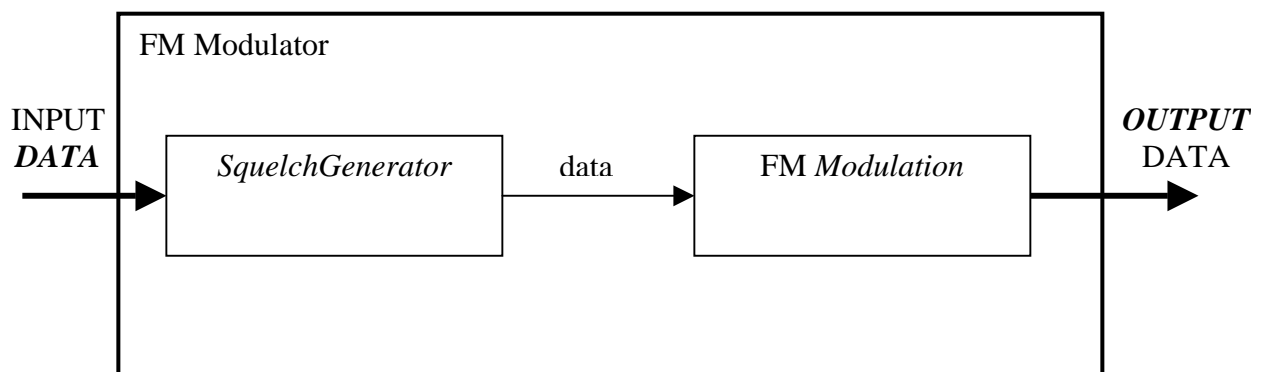 FM Modulator
INPUT
DATA
SquelchGenerator
data
FM Modulation
OUTPUT
DATA